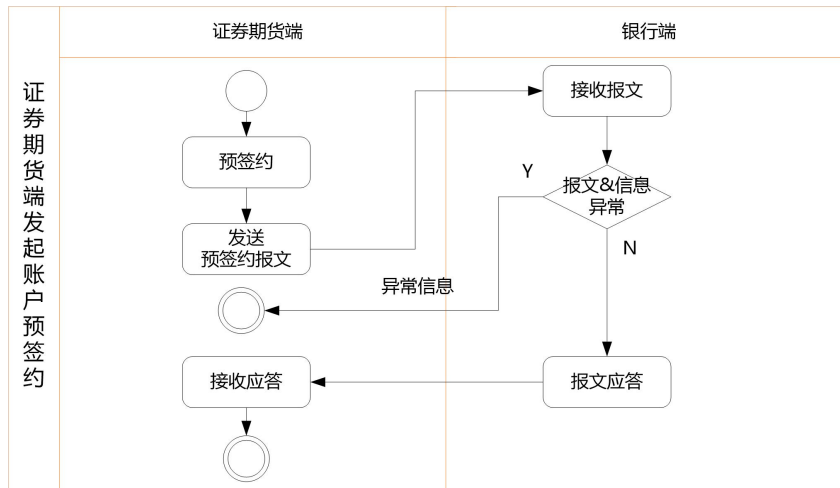 证券期货端发起账户预签约
证券期货端
银行端
接收报文
预签约
Y
报文&信息
异常
发送
预签约报文
N
异常信息
接收应答
报文应答